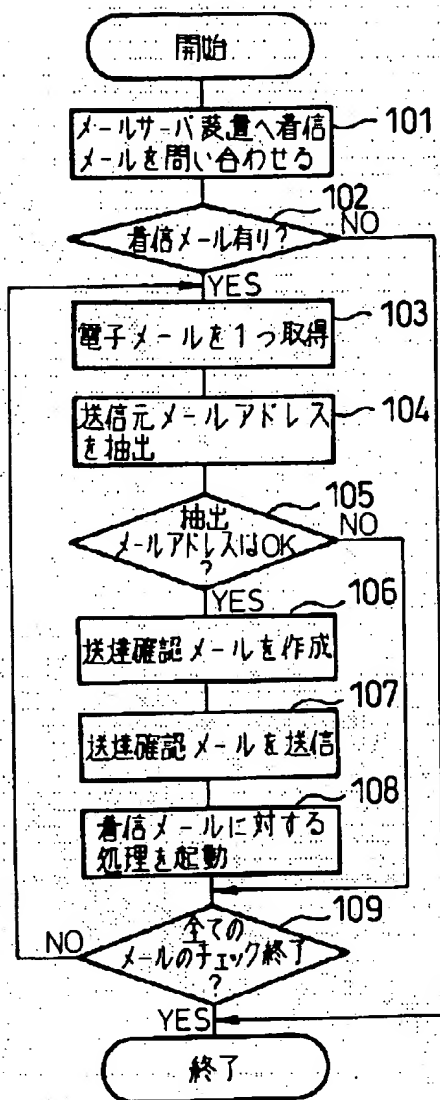 開始
メールサーバ装置へ着信
メールを問い合わせる
101
102
着信メール有り?
NO
YES
電子メールを1つ取得
103
送信元メールアドレス
を抽出
104
105
抽出
メールアドレスはOK
?
NO
YES
106
送達確認メールを作成
107
送達確認メールを送信
108
着信メールに対する
処理を起動
109
全ての
メールのチェック終了
?
NO
YES
終了